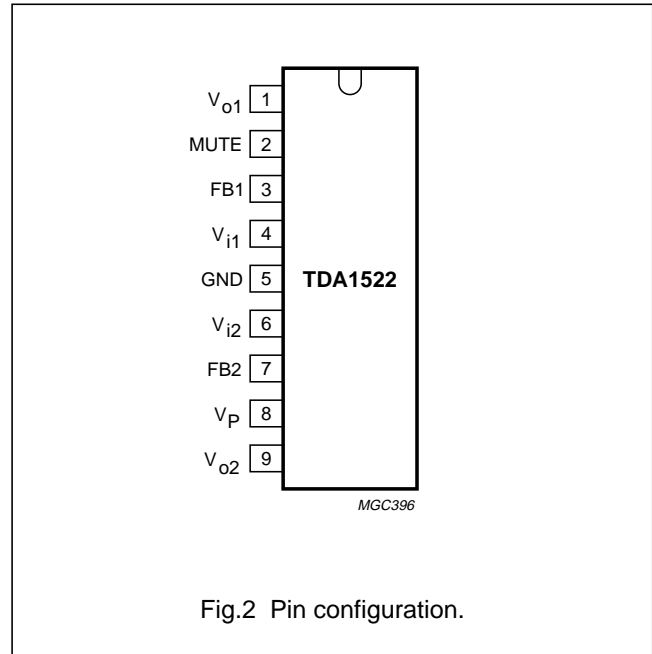 V_o1 1
MUTE 2
FB1 3
V_i1 4
GND 5
TDA1522
V_i2 6
FB2 7
V_P 8
V_o2 9
MGC396
Fig.2 Pin configuration.